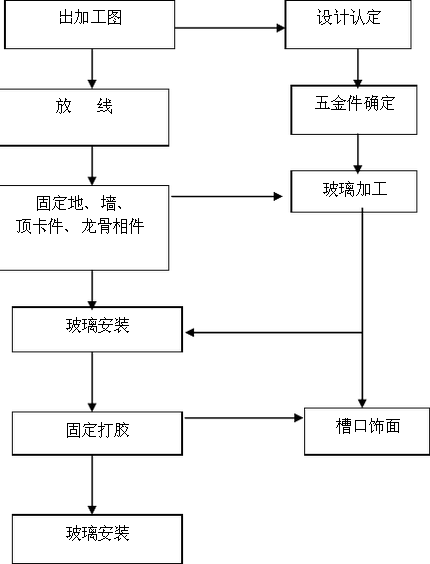 出加工图
设计认定
放 线
五金件确定
固定地、墙、
顶卡件、龙骨相件
玻璃加工
玻璃安装
固定打胶
槽口饰面
玻璃安装